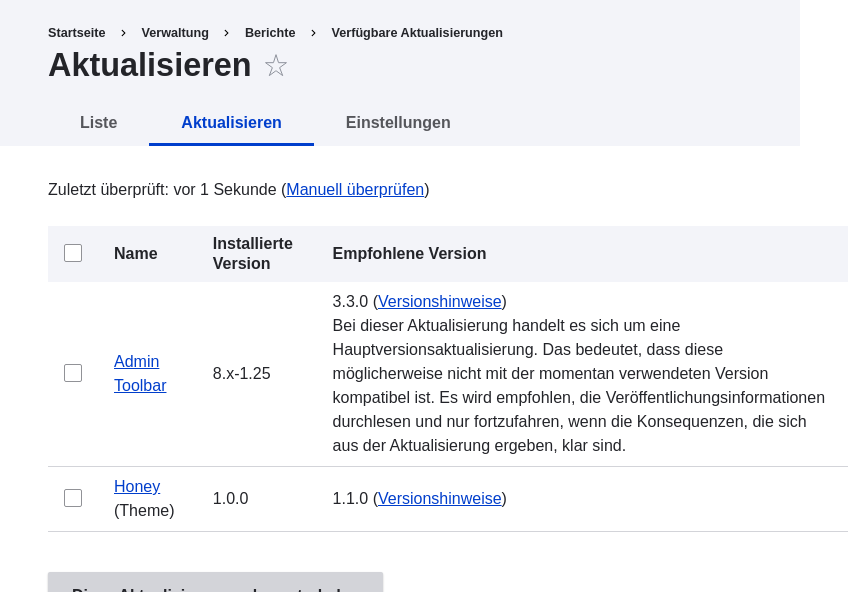 Startseite > Verwaltung > Berichte > Verfügbare Aktualisierungen
Aktualisieren ☆
Liste Aktualisieren Einstellungen
Zuletzt überprüft: vor 1 Sekunde (Manuell überprüfen)
Name Installierte Version Empfohlene Version
3.3.0 (Versionshinweise)
Bei dieser Aktualisierung handelt es sich um eine
Hauptversionsaktualisierung. Das bedeutet, dass diese
Admin Toolbar 8.x-1.25 möglicherweise nicht mit der momentan verwendeten Version
kompatibel ist. Es wird empfohlen, die Veröffentlichungsinformationen
durchlesen und nur fortzufahren, wenn die Konsequenzen, die sich
aus der Aktualisierung ergeben, klar sind.
Honey (Theme) 1.0.0 1.1.0 (Versionshinweise)